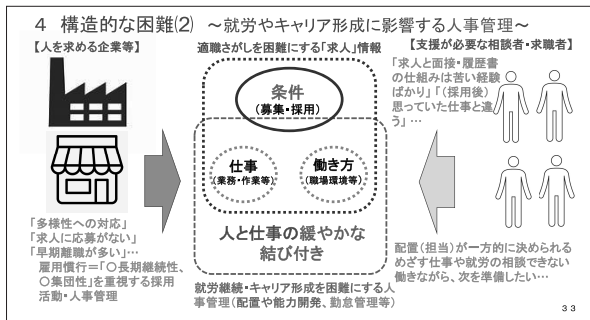 4 構造的な困難⑵ ～就労やキャリア形成に影響する人事管理～
【人を求める企業等】
適職さがしを困難にする「求人」情報
【支援が必要な相談者・求職者】
条件
(募集・採用)
仕事
(業務・作業等)
働き方
(職場環境等)
人と仕事の緩やかな
結び付き
「求人と面接・履歴書
の仕組みは苦い経験
ばかり」「（採用後）
思っていた仕事と違
う」…
「多様性への対応」
「求人に応募がない」
「早期離職が多い」…
雇用慣行＝「○長期継続性、
○集団性」を重視する採用
活動・人事管理
配置（担当）が一方的に決められる
めざす仕事や就労の相談できない
働きながら、次を準備したい…
就労継続・キャリア形成を困難にする人
事管理（配置や能力開発、勤怠管理等）
33